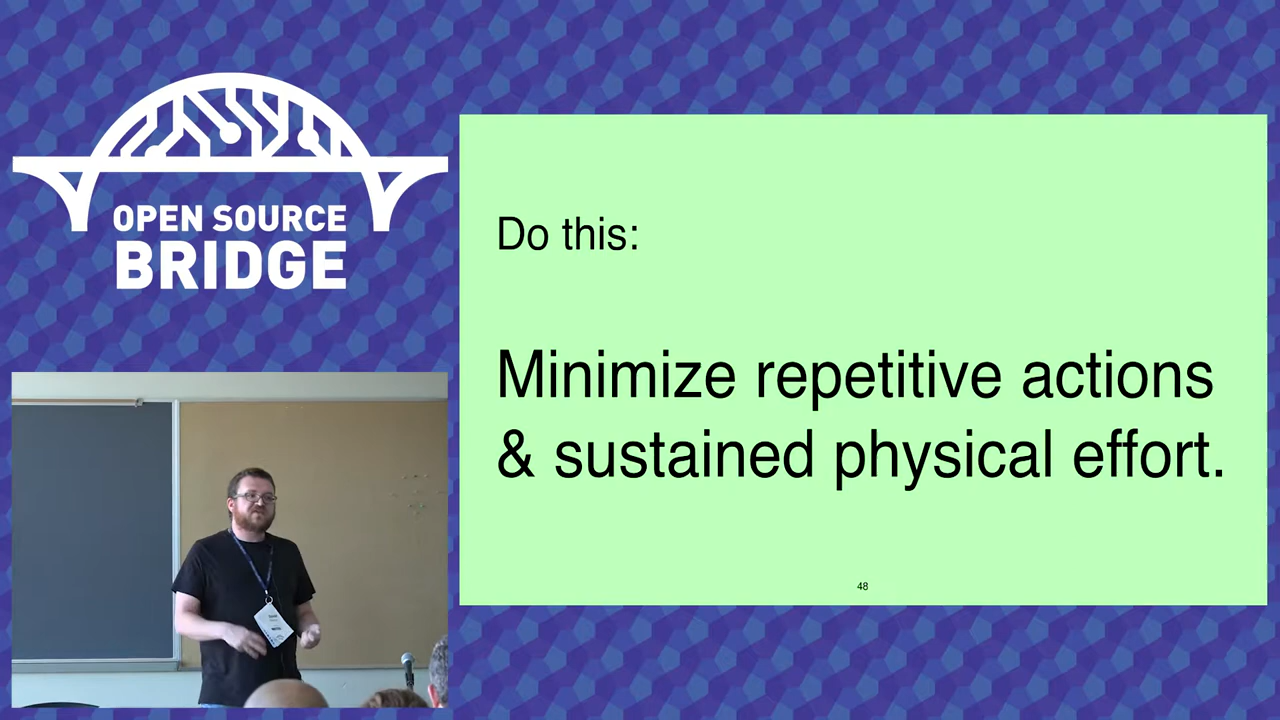 OPEN SOURCE
BRIDGE
Do this:
Minimize repetitive actions
& sustained physical effort.
48